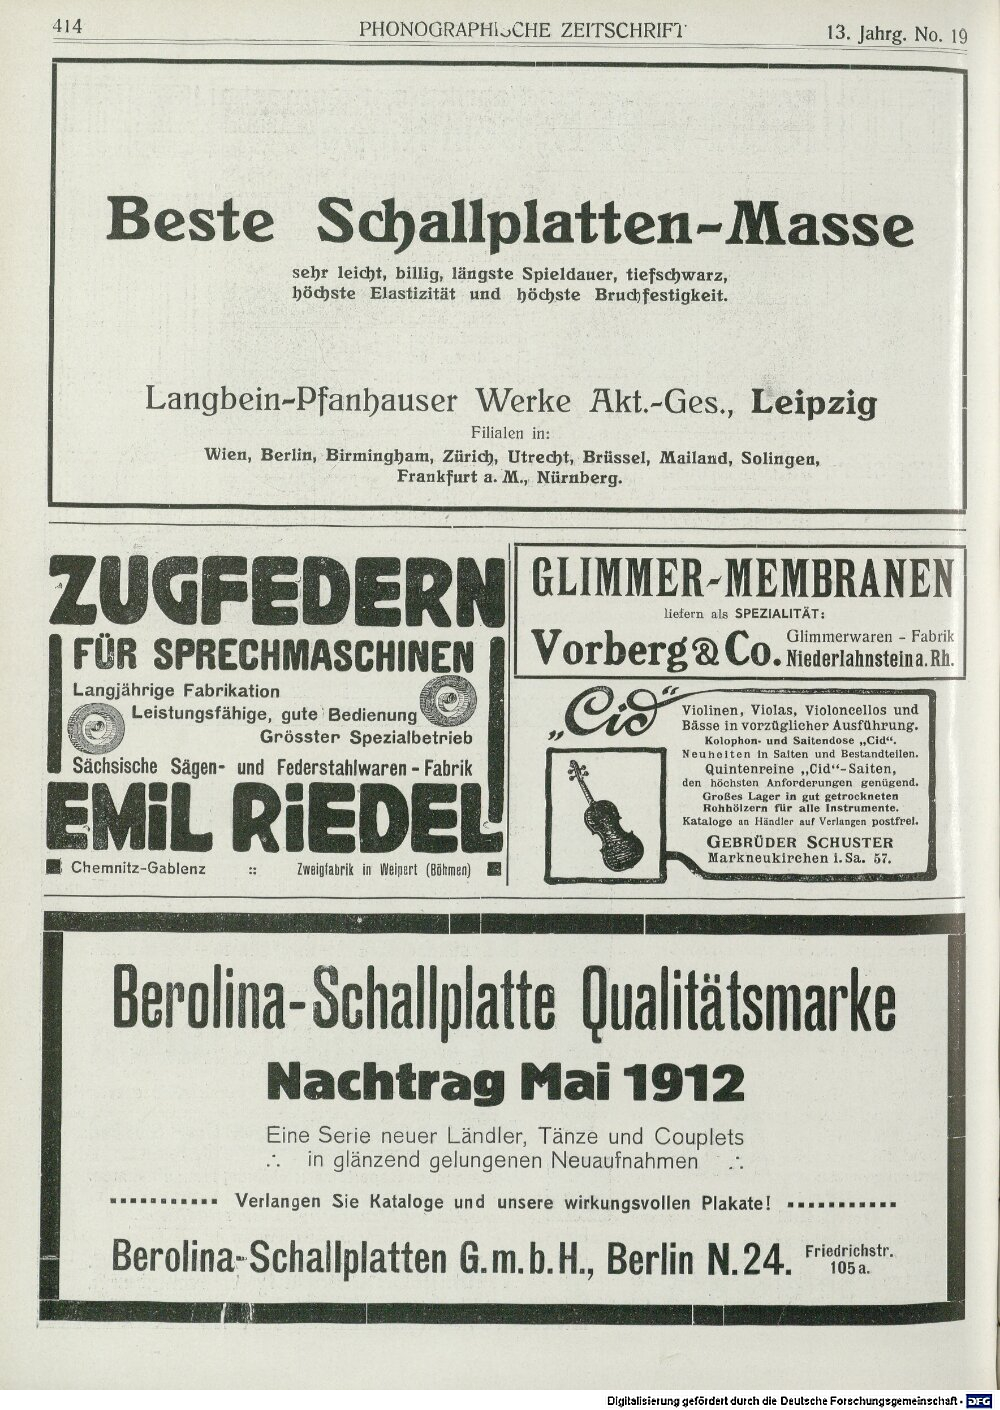 414
PHONOGRAPHISCHE ZEITSCHRIFT
13. Jahrg. No. 19
Beste Schallplatten-Masse
sehr leicht, billig, längste Spieldauer, tiefschwarz,
höchste Elastizität und höchste Bruchfestigkeit.
Langbein-Pfanhauser Werke Akt.-Ges., Leipzig
Filialen in:
Wien, Berlin, Birmingham, Zürich, Utrecht, Brüssel, Mailand, Solingen,
Frankfurt a. M., Nürnberg.
ZUGFEDERN
FÜR SPRECHMASCHINEN
Langjährige Fabrikation
Leistungsfähige, gute Bedienung
Grösster Spezialbetrieb
Sächsische Sägen- und Federstahlwaren-Fabrik
EMIL RIEDEL
Chemnitz-Gablenz :: Zweigfabrik in Weipert (Böhmen)
GLIMMER-MEMBRANEN
liefern als SPEZIALITÄT:
Vorberg & Co. Glimmerwaren - Fabrik
Niederlahnstein a. Rh.
„Cid“
Violinen, Violas, Violoncellos und
Bässe in vorzüglicher Ausführung.
Kolophon- und Saitendose „Cid“.
Neuheiten in Saiten und Bestandteilen.
Quintenreine „Cid“-Saiten,
den höchsten Anforderungen genügend.
Großes Lager in gut getrockneten
Rohhölzern für alle Instrumente.
Kataloge an Händler auf Verlangen postfrei.
GEBRÜDER SCHUSTER
Markneukirchen i. Sa. 57.
Berolina-Schallplatte Qualitätsmarke
Nachtrag Mai 1912
Eine Serie neuer Ländler, Tänze und Couplets
∴ in glänzend gelungenen Neuaufnahmen ∴
Verlangen Sie Kataloge und unsere wirkungsvollen Plakate!
Berolina-Schallplatten G.m.b.H., Berlin N.24. Friedrichstr.
105a.
Digitalisierung gefördert durch die Deutsche Forschungsgemeinschaft - DFG